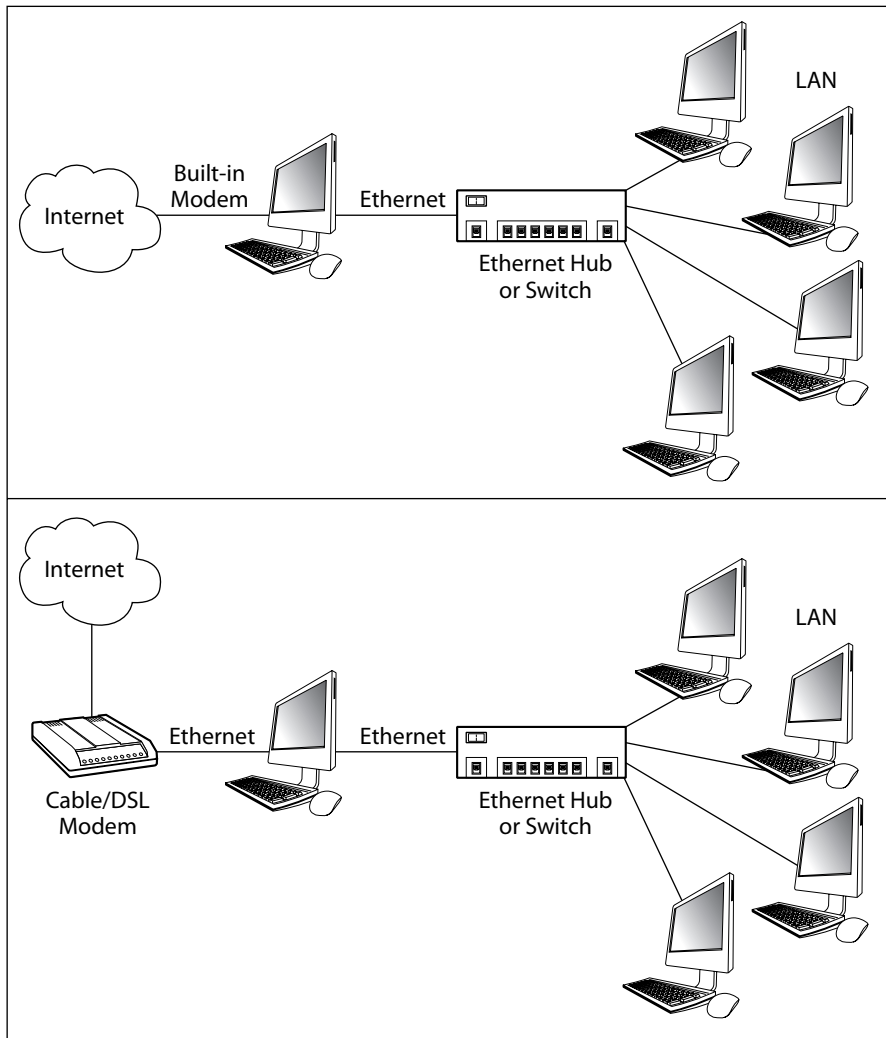 LAN
Built-in
Modem
Internet
Ethernet
Ethernet Hub
or Switch
Internet
LAN
Ethernet
Ethernet
Cable/DSL
Modem
Ethernet Hub
or Switch